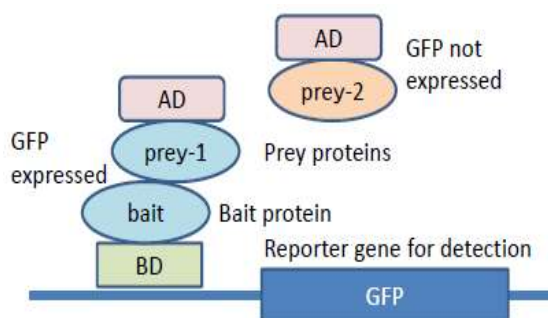 AD
prey-2
GFP not
expressed
AD
prey-1
Prey proteins
GFP
expressed
bait
Bait protein
BD
Reporter gene for detection
GFP